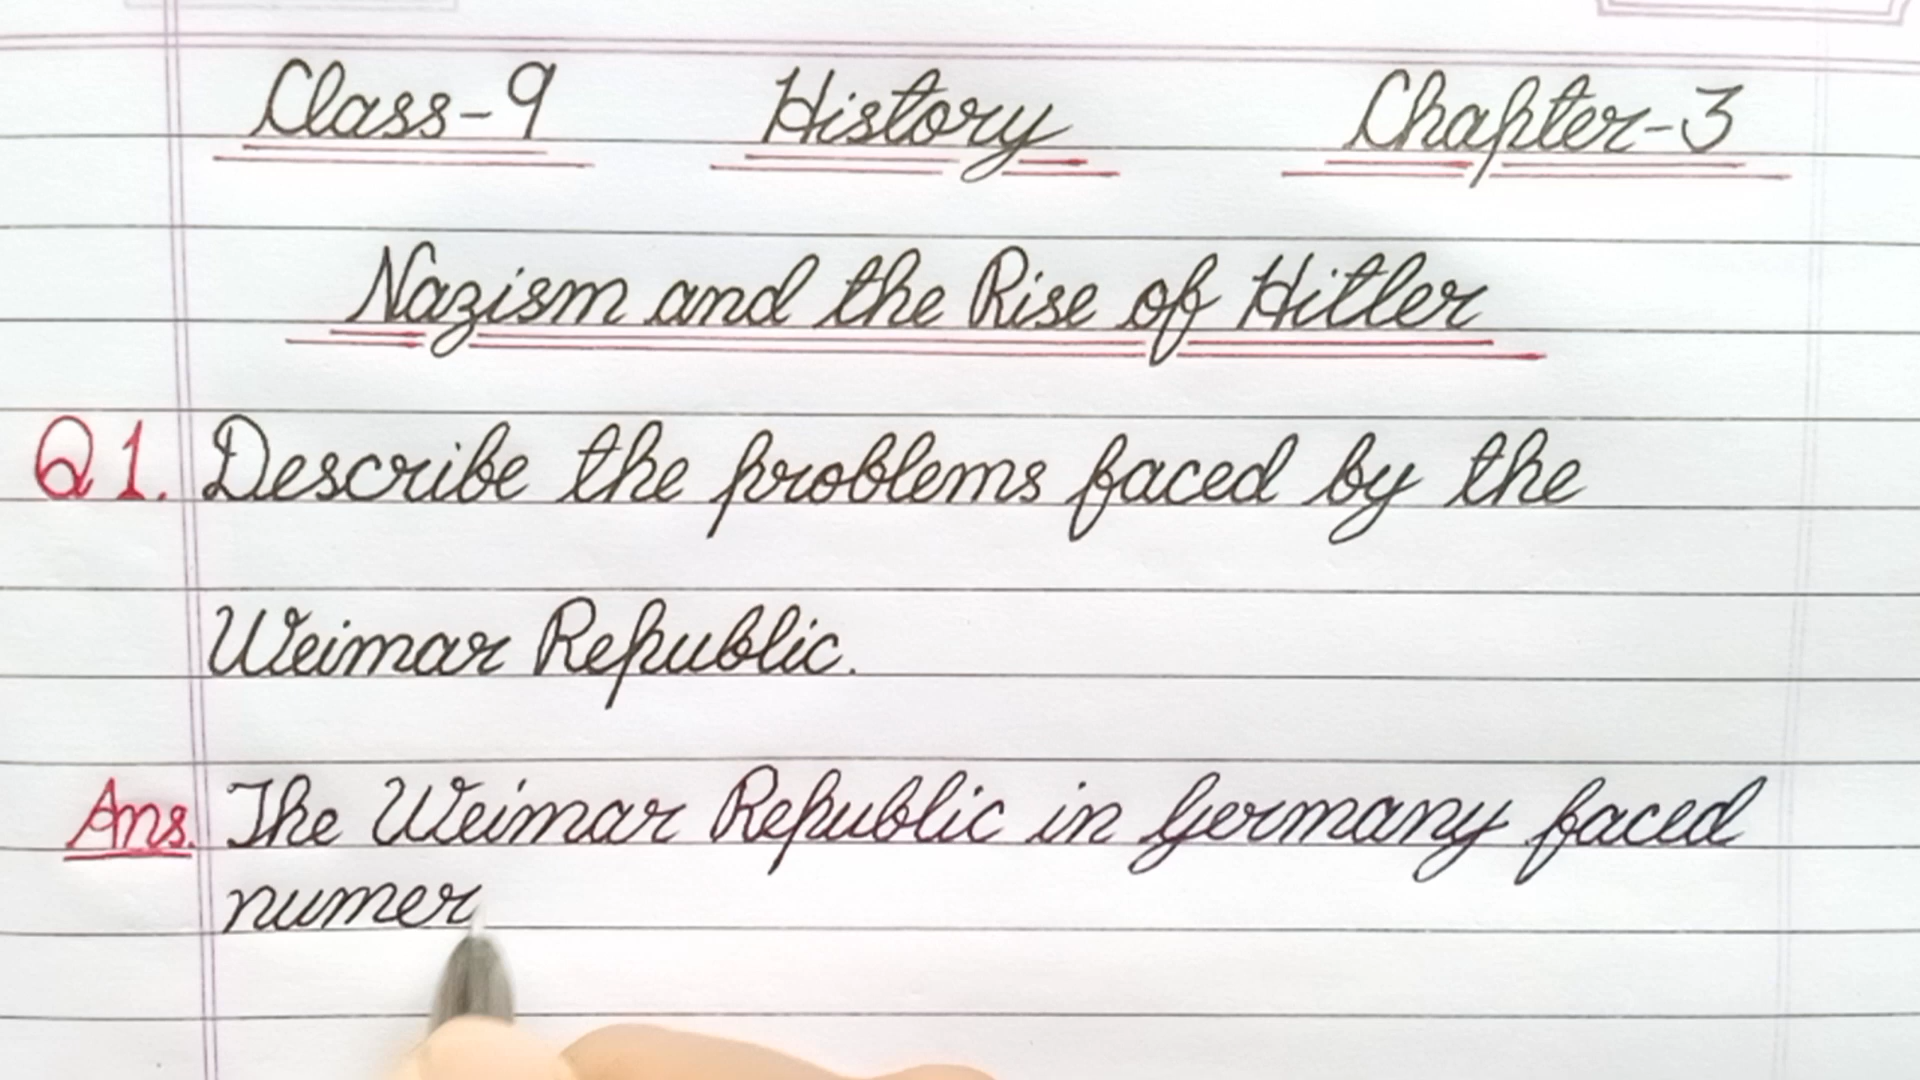 Class-9 History Chapter-3
Nazism and the Rise of Hitler
Q1. Describe the problems faced by the
Weimar Republic.
Ans. The Weimar Republic in Germany faced
numer